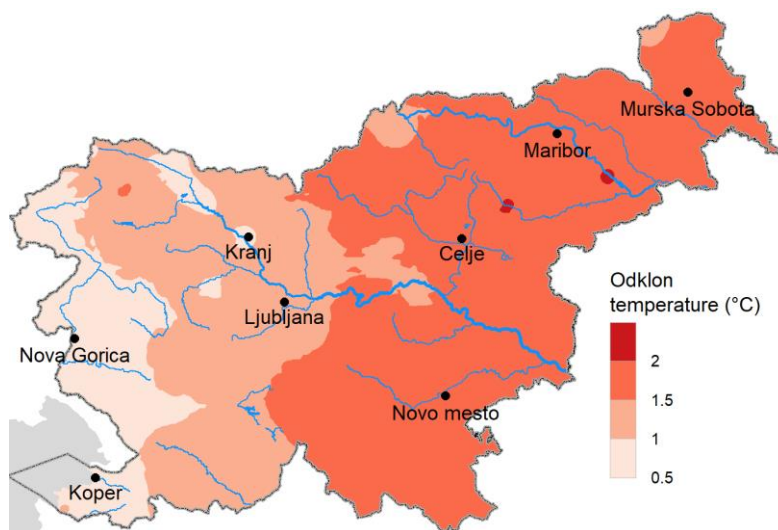 Murska Sobota
Maribor
Kranj
Celje
Ljubljana
Nova Gorica
Novo mesto
Koper
Odklon
temperature (°C)
2
1.5
1
0.5